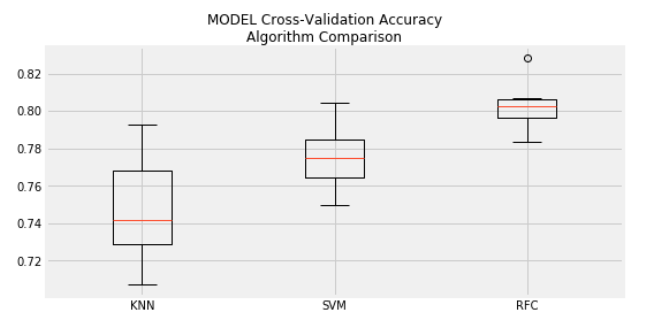 MODEL Cross-Validation Accuracy
Algorithm Comparison
0.82
0.80
0.78
0.76
0.74
0.72
KNN SVM RFC